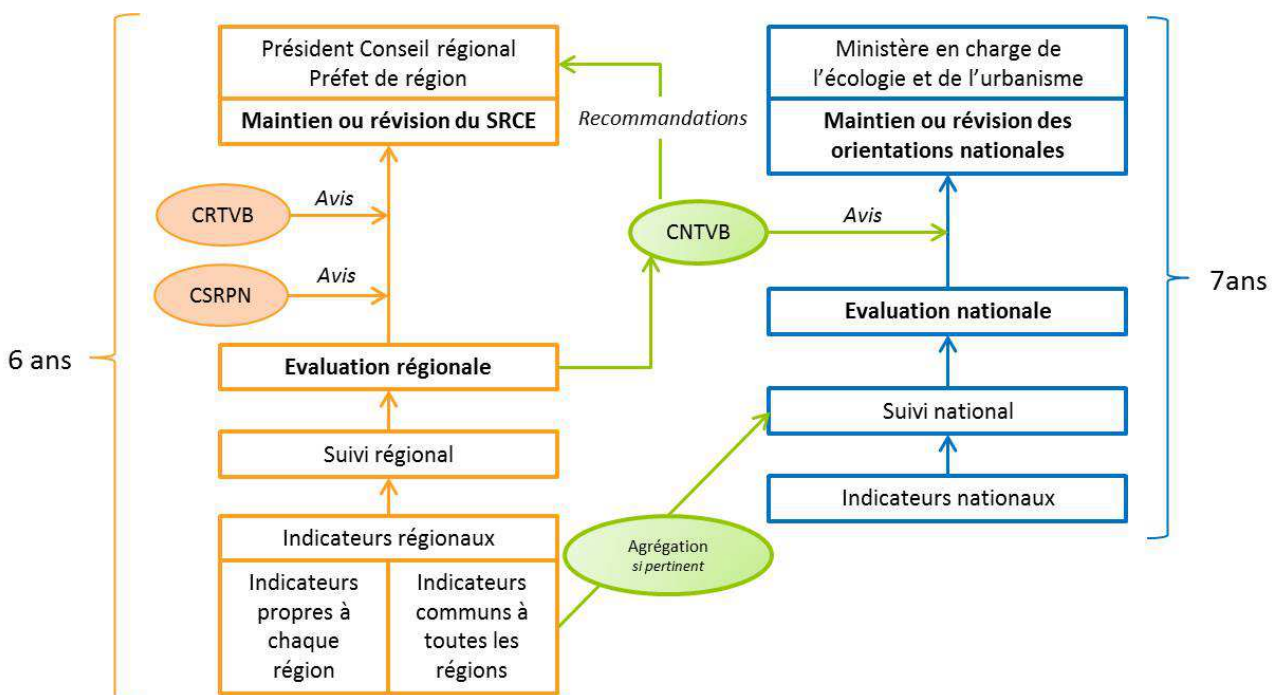 Président Conseil régional
Préfet de région
Maintien ou révision du SRCE
Recommandations
Ministère en charge de
l'écologie et de l'urbanisme
Maintien ou révision des
orientations nationales
CRTVB
Avis
CNTVB
Avis
CSRPN
Avis
7ans
Evaluation nationale
6 ans
Evaluation régionale
Suivi national
Suivi régional
Indicateurs nationaux
Indicateurs régionaux
Agrégation
si pertinent
Indicateurs
propres à
chaque
région
Indicateurs
communs à
toutes les
régions